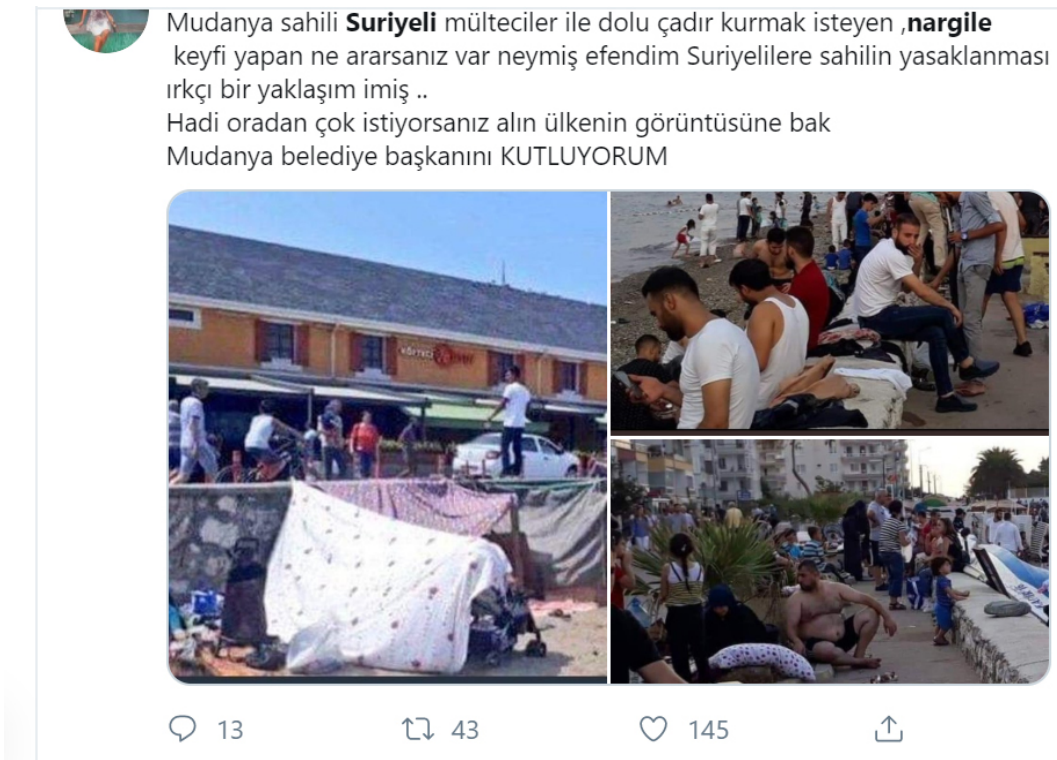 Mudanya sahili Suriyeli mülteciler ile dolu çadır kurmak isteyen ,nargile
keyfi yapan ne ararsanız var neymiş efendim Suriyelilere sahilin yasaklanması
ırkçı bir yaklaşım imiş ..
Hadi oradan çok istiyorsanız alın ülkenin görüntüsüne bak
Mudanya belediye başkanını KUTLUYORUM
KÖFTECİ
13
43
145